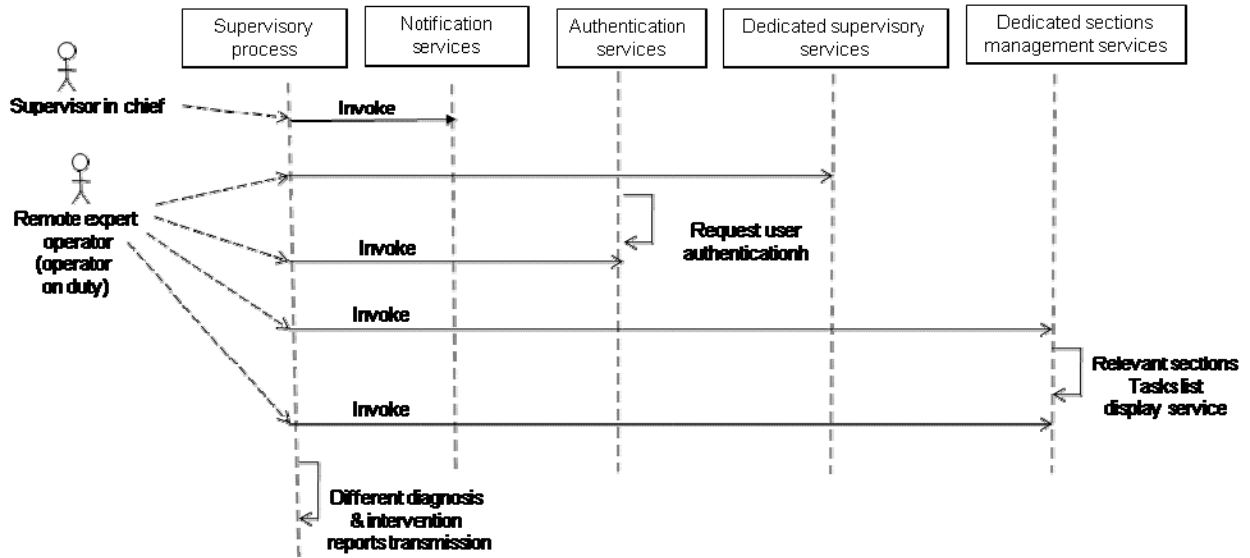 Supervisory
process
Notification
services
Authentication
services
Dedicated supervisory
services
Dedicated sections
management services
Supervisor in chief
Invoke
Remote expert
operator
(operator
on duty)
Request user
authenticationh
Invoke
Invoke
Relevant sections
Tasks list
display service
Invoke
Different diagnosis
& intervention
reports transmission